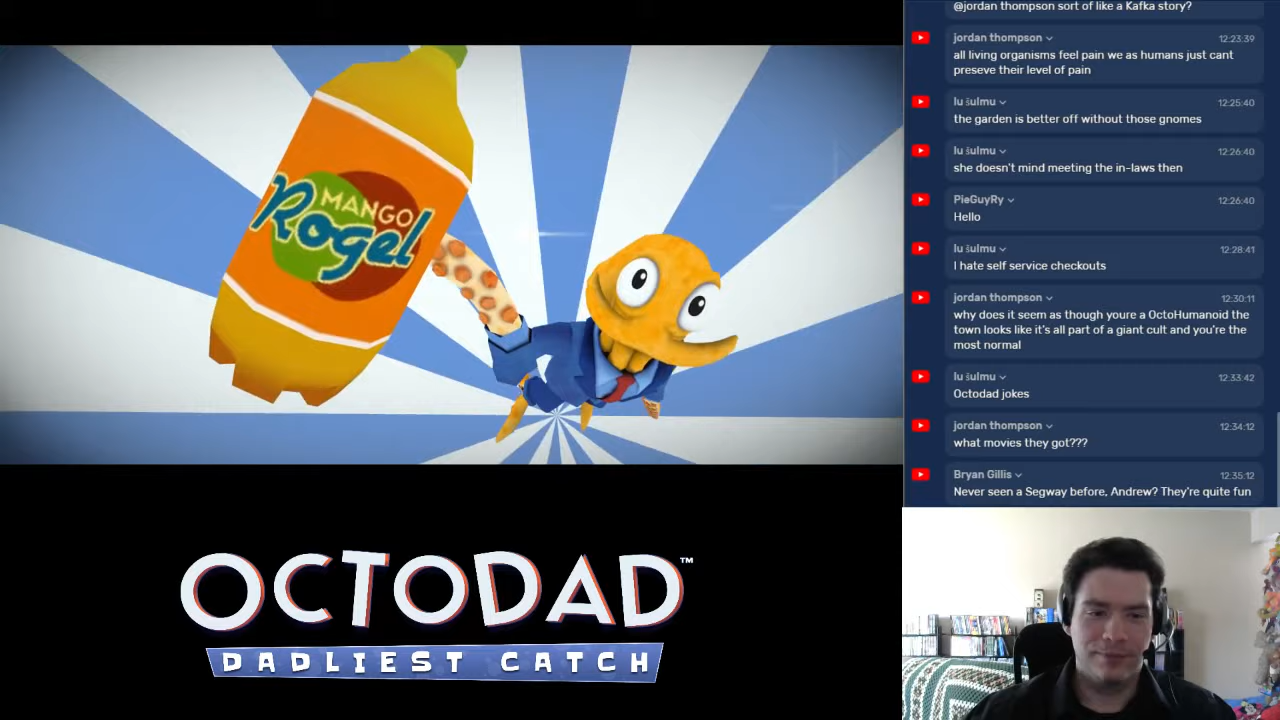 MANGO
Rogel
OCTODAD™
DADLIEST CATCH
@jordan thompson sort of like a Kafka story?
jordan thompson 12:23:39
all living organisms feel pain we as humans just cant
preseve their level of pain
lu šulmu 12:25:40
the garden is better off without those gnomes
lu šulmu 12:26:40
she doesn't mind meeting the in-laws then
PieGuyRy 12:26:40
Hello
lu šulmu 12:28:41
I hate self service checkouts
jordan thompson 12:30:11
why does it seem as though youre a OctoHumanoid the
town looks like it's all part of a giant cult and you're the
most normal
lu šulmu 12:33:42
Octodad jokes
jordan thompson 12:34:12
what movies they got???
Bryan Gillis 12:35:12
Never seen a Segway before, Andrew? They're quite fun